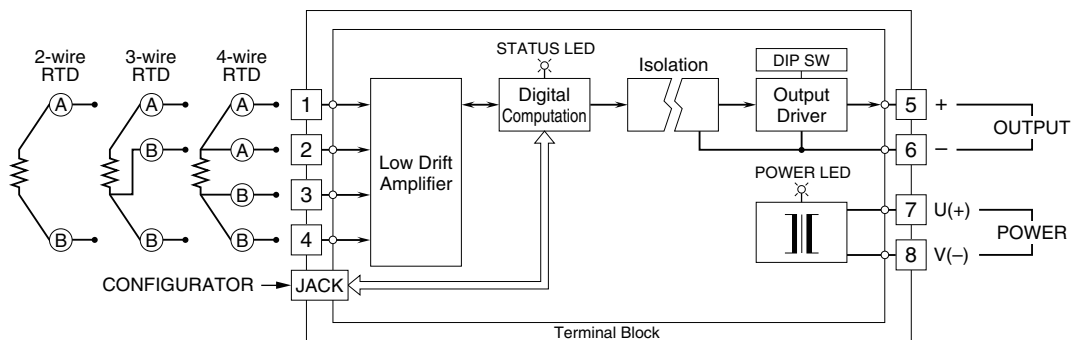 2-wire
RTD
3-wire
RTD
4-wire
RTD
A
A
A
B
A
B
B
B
B
1
2
3
4
CONFIGURATOR
JACK
Low Drift
Amplifier
STATUS LED
Digital
Computation
Isolation
DIP SW
Output
Driver
POWER LED
5
+
6
–
OUTPUT
7
U(+)
8
V(–)
POWER
Terminal Block